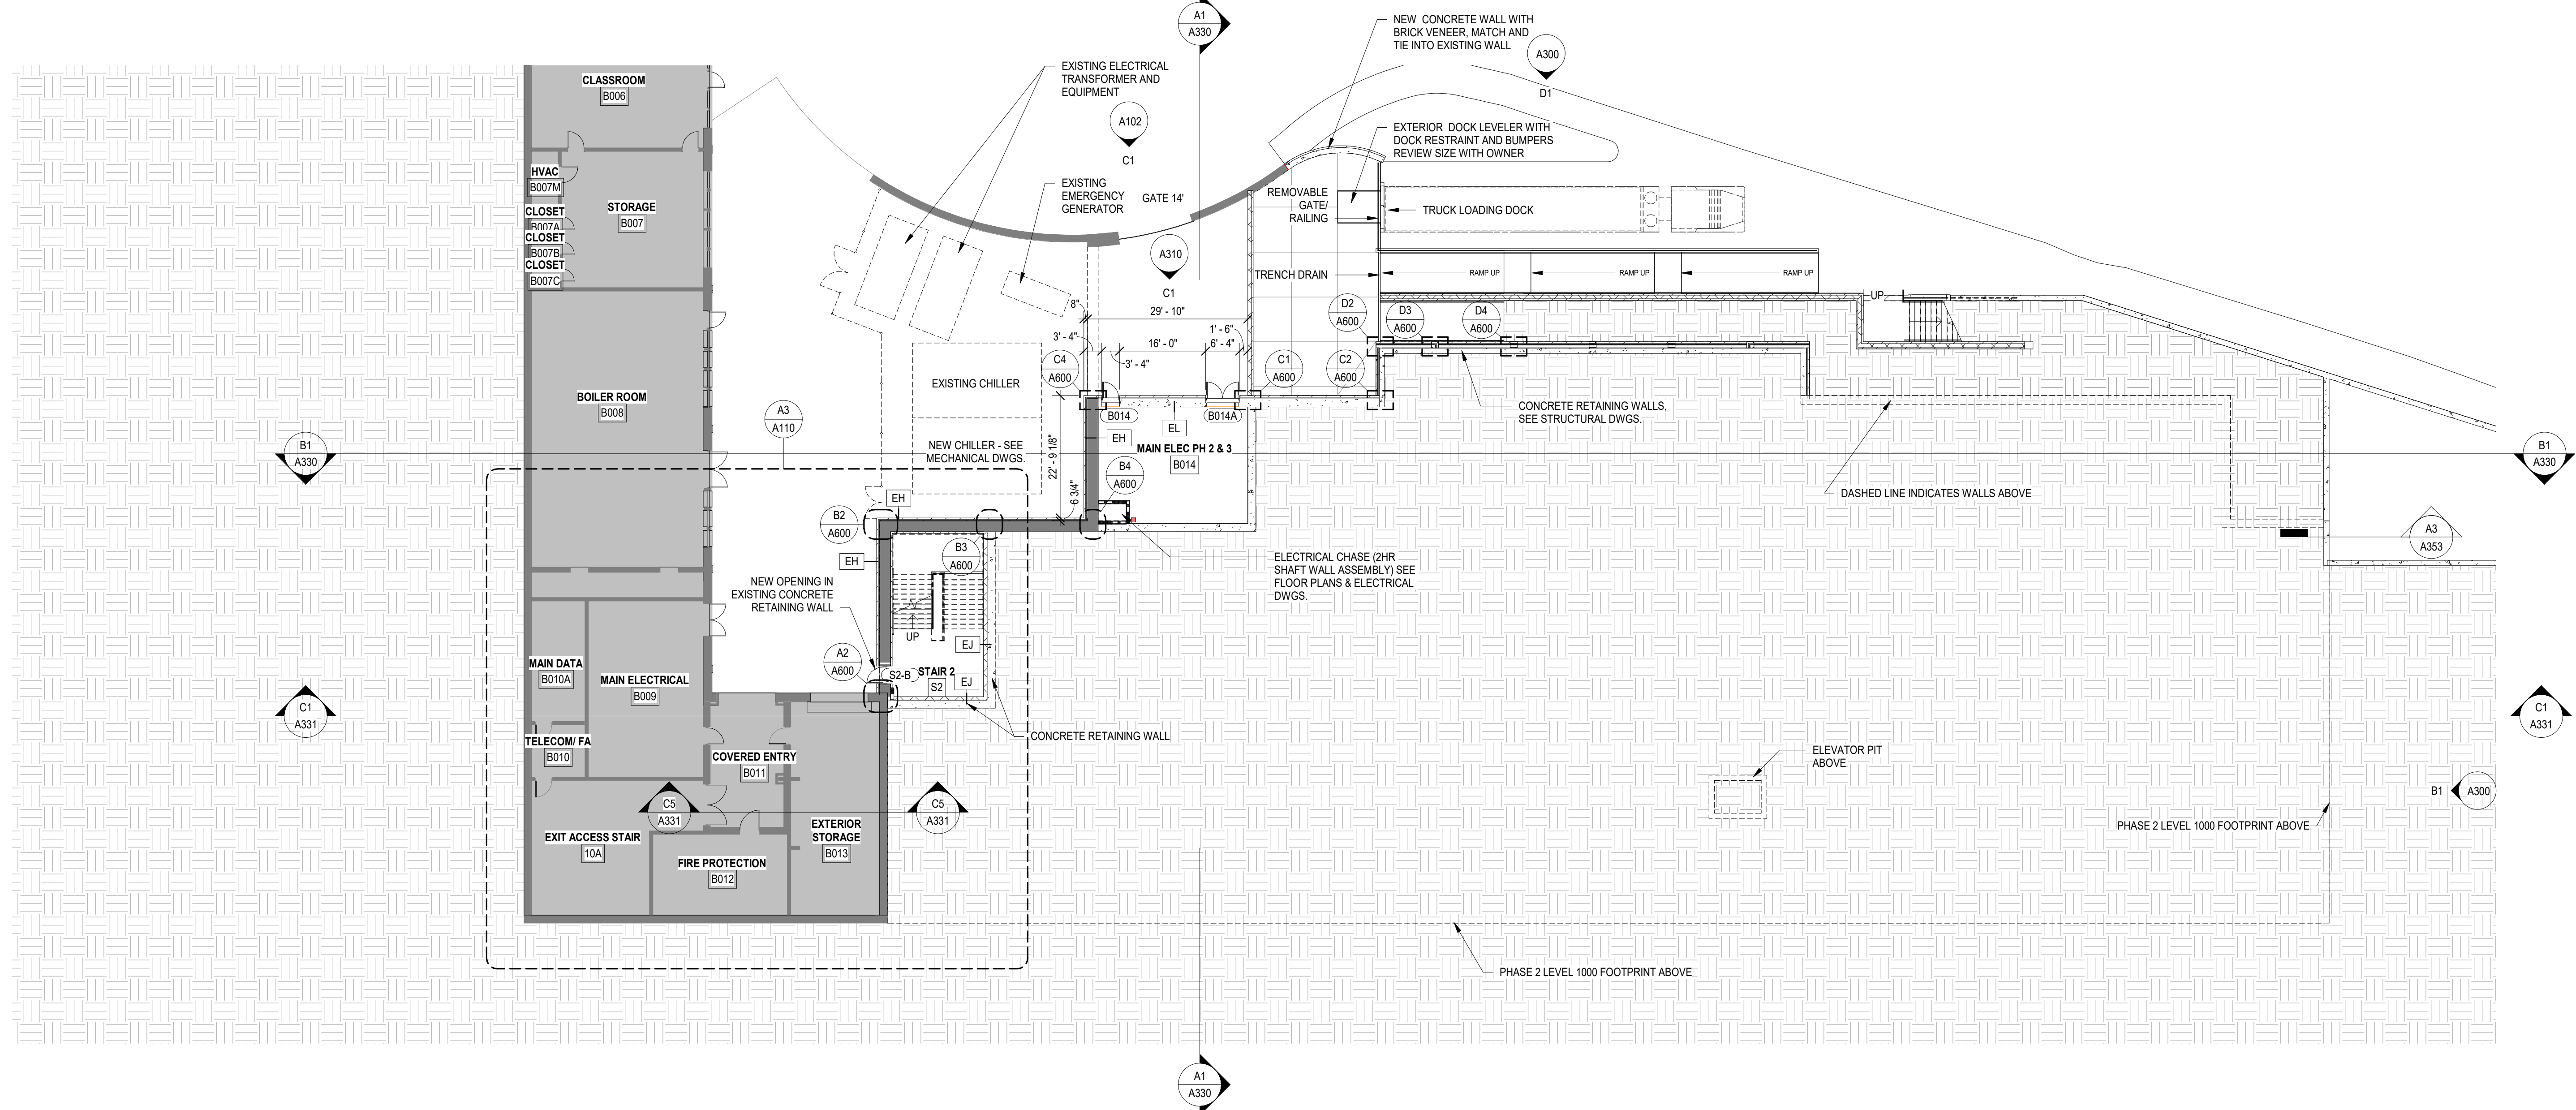 A1
A330
NEW CONCRETE WALL WITH
BRICK VENEER, MATCH AND
TIE INTO EXISTING WALL
A300
D1
EXISTING ELECTRICAL
TRANSFORMER AND
EQUIPMENT
CLASSROOM
B006
A102
C1
EXTERIOR DOCK LEVELER WITH
DOCK RESTRAINT AND BUMPERS
REVIEW SIZE WITH OWNER
HVAC
B007M
EXISTING
EMERGENCY
GENERATOR
GATE 14'
REMOVABLE
GATE/
RAILING
TRUCK LOADING DOCK
CLOSET
B007A
STORAGE
B007
CLOSET
B007B
CLOSET
B007C
A310
C1
TRENCH DRAIN
RAMP UP
RAMP UP
RAMP UP
UP
8"
29' - 10"
D2
A600
D3
A600
D4
A600
3' - 4"
16' - 0"
1' - 6"
6' - 4"
3' - 4"
C4
A600
C1
A600
C2
A600
EXISTING CHILLER
BOILER ROOM
B008
A3
A110
B014
B014A
CONCRETE RETAINING WALLS,
SEE STRUCTURAL DWGS.
EL
EH
B1
A330
NEW CHILLER - SEE
MECHANICAL DWGS.
22' - 9 1/8"
MAIN ELEC PH 2 & 3
B014
B1
A330
B4
A600
6 3/4"
DASHED LINE INDICATES WALLS ABOVE
EH
B2
A600
B3
A600
A3
A353
EH
ELECTRICAL CHASE (2HR
SHAFT WALL ASSEMBLY) SEE
FLOOR PLANS & ELECTRICAL
DWGS.
NEW OPENING IN
EXISTING CONCRETE
RETAINING WALL
UP
EJ
A2
A600
MAIN DATA
B010A
MAIN ELECTRICAL
B009
S2-B
STAIR 2
S2
EJ
C1
A331
C1
A331
CONCRETE RETAINING WALL
TELECOM/ FA
B010
COVERED ENTRY
B011
ELEVATOR PIT
ABOVE
B1
A300
C5
A331
C5
A331
EXIT ACCESS STAIR
10A
EXTERIOR
STORAGE
B013
PHASE 2 LEVEL 1000 FOOTPRINT ABOVE
FIRE PROTECTION
B012
PHASE 2 LEVEL 1000 FOOTPRINT ABOVE
A1
A330